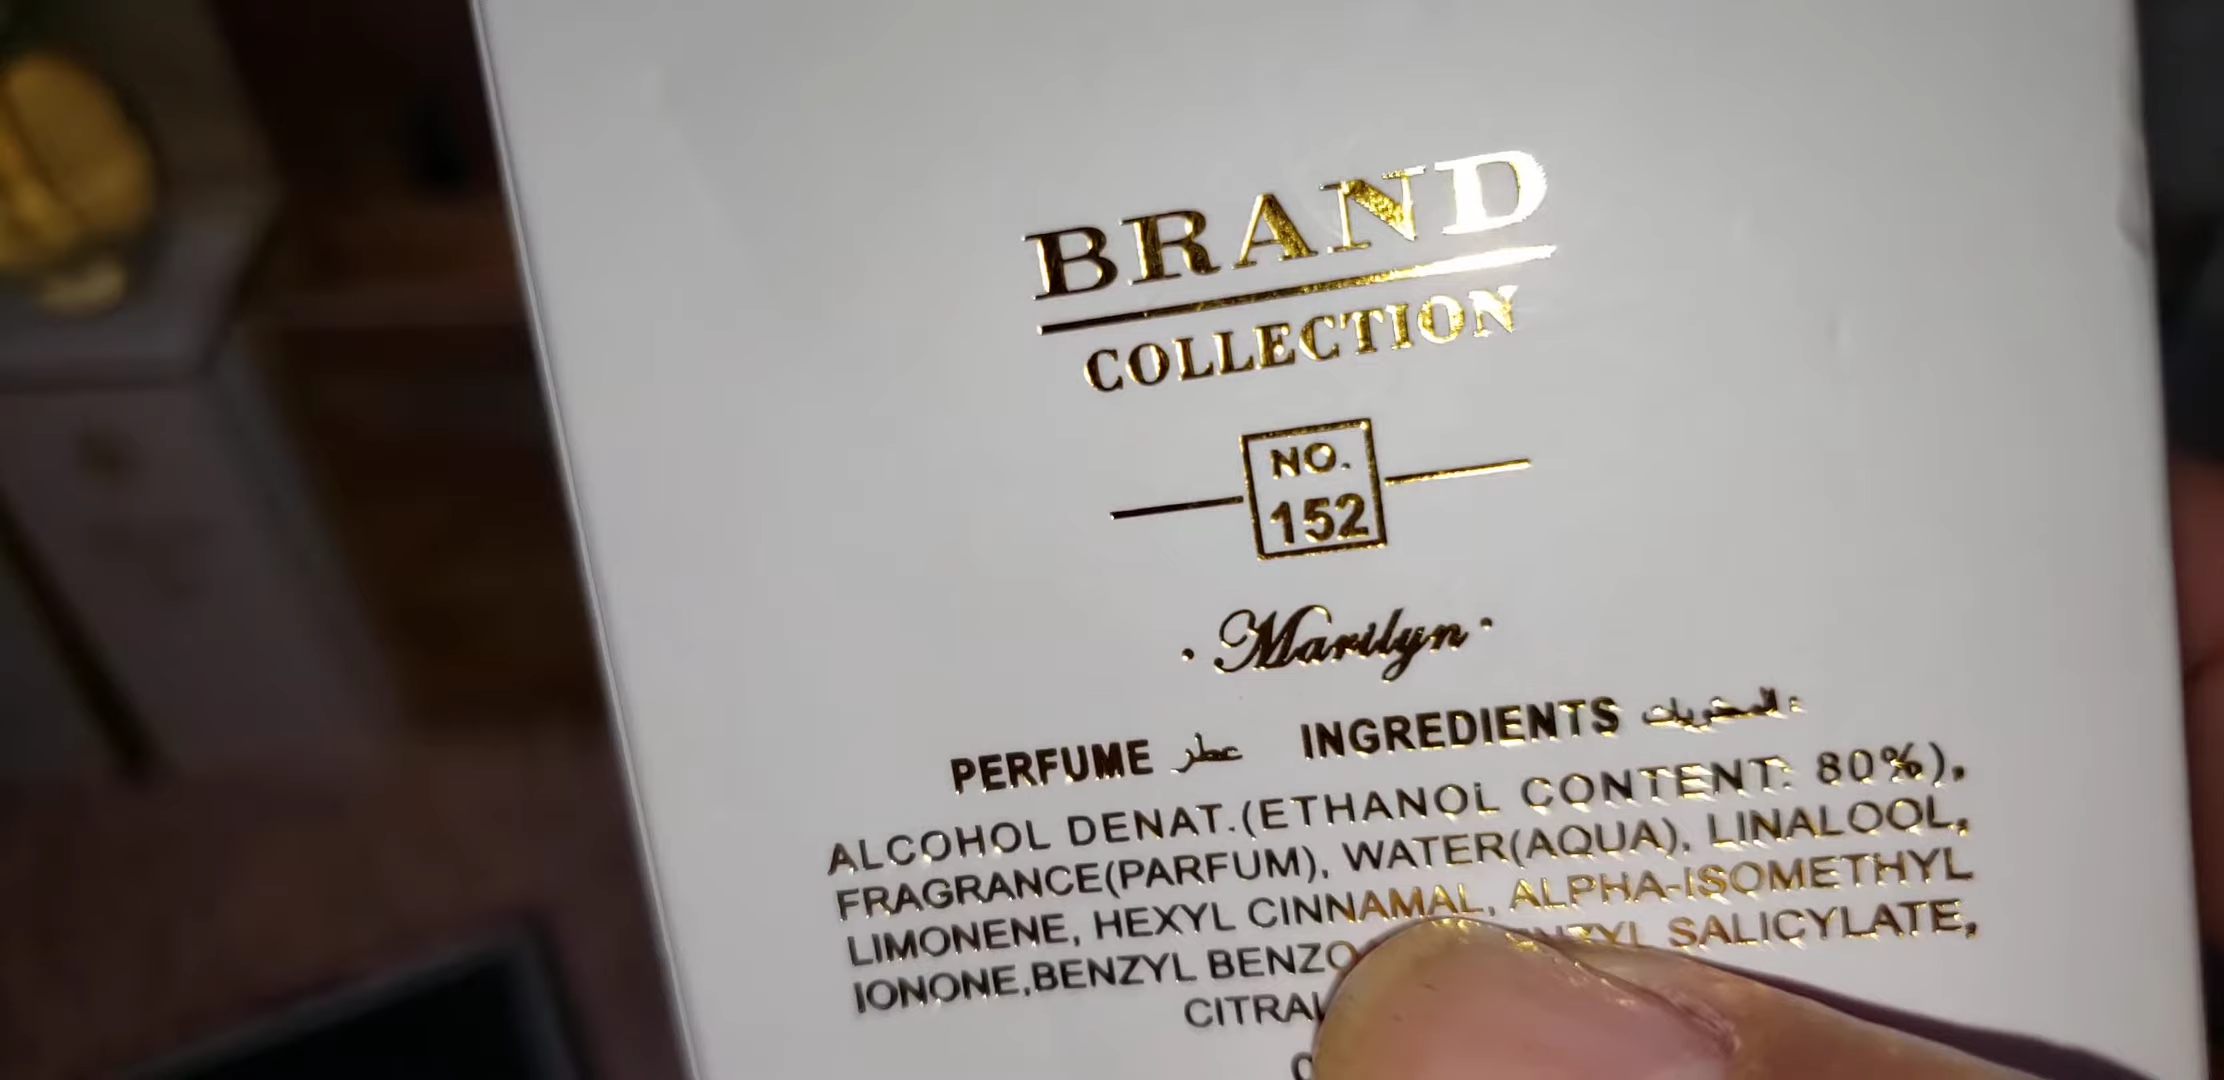 BRAND
COLLECTION
NO.
152
· Marilyn ·
PERFUME عطر INGREDIENTS المحتويات:
ALCOHOL DENAT.(ETHANOL CONTENT: 80%),
FRAGRANCE(PARFUM), WATER(AQUA), LINALOOL,
LIMONENE, HEXYL CINNAMAL, ALPHA-ISOMETHYL
IONONE,BENZYL SALICYLATE,